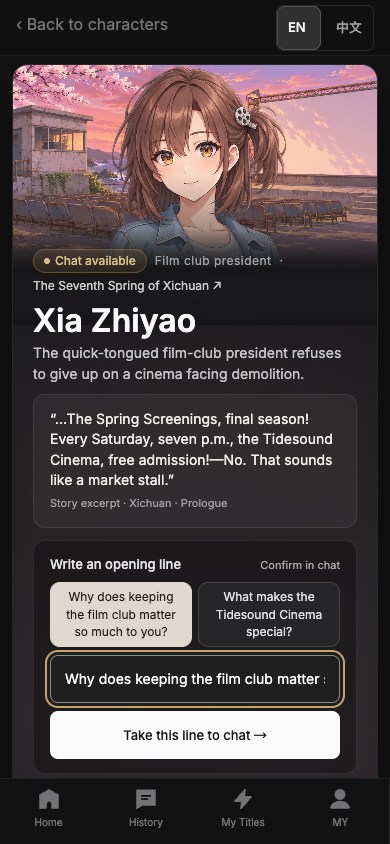 ‹ Back to characters
EN
中文
Chat available
Film club president ·
The Seventh Spring of Xichuan ↗
Xia Zhiyao
The quick-tongued film-club president refuses
to give up on a cinema facing demolition.
“…The Spring Screenings, final season!
Every Saturday, seven p.m., the Tidesound
Cinema, free admission!—No. That sounds
like a market stall.”
Story excerpt · Xichuan · Prologue
Write an opening line
Confirm in chat
Why does keeping
the film club matter
so much to you?
What makes the
Tidesound Cinema
special?
Why does keeping the film club matter
Take this line to chat →
Home
History
My Titles
MY